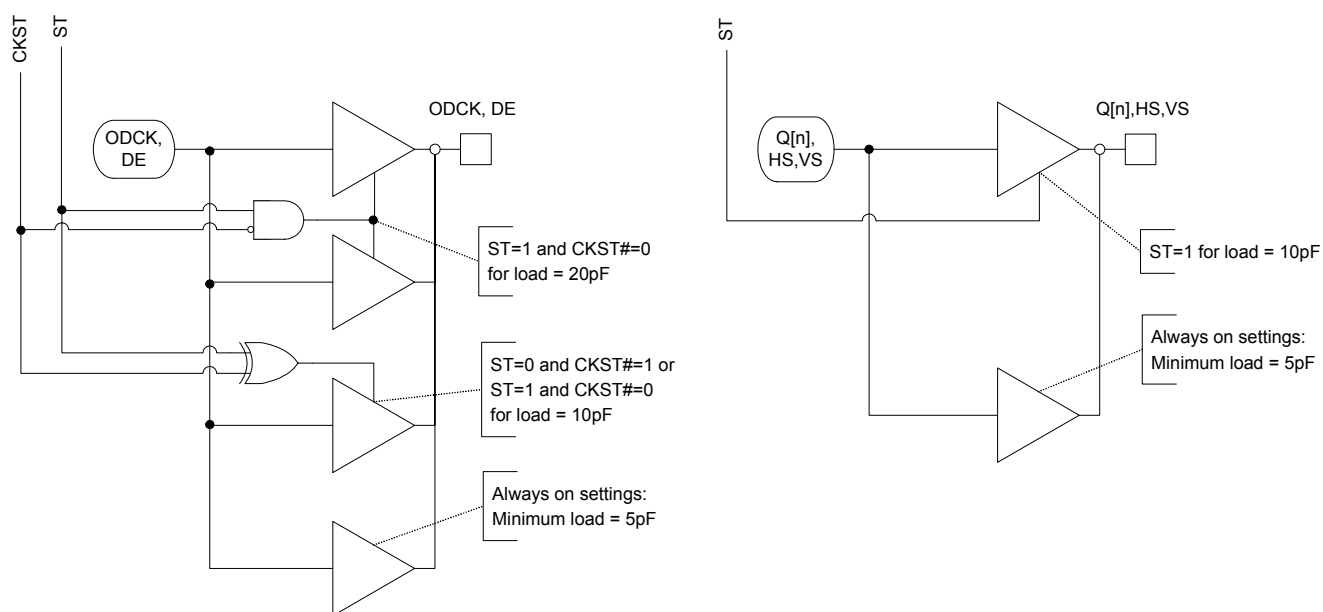 CKST
ST
ODCK,
DE
ODCK, DE
ST=1 and CKST#=0
for load = 20pF
ST=0 and CKST#=1 or
ST=1 and CKST#=0
for load = 10pF
Always on settings:
Minimum load = 5pF
ST
Q[n],
HS,VS
Q[n],HS,VS
ST=1 for load = 10pF
Always on settings:
Minimum load = 5pF